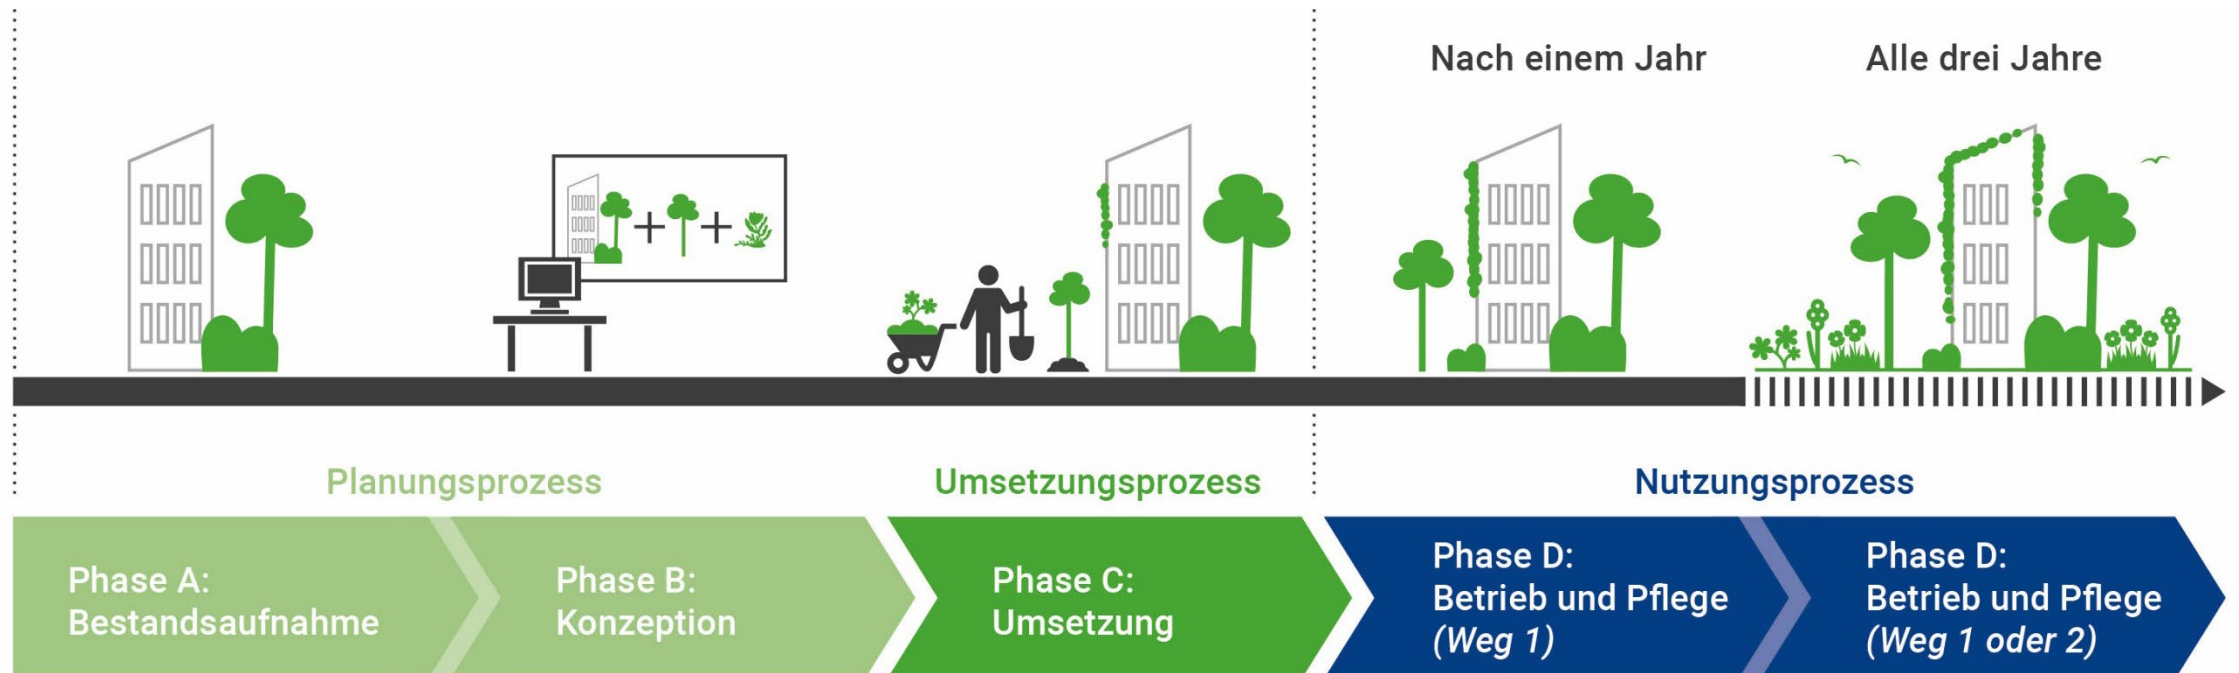 Nach einem Jahr
Alle drei Jahre
Planungsprozess
Umsetzungsprozess
Nutzungsprozess
Phase A:
Bestandsaufnahme
Phase B:
Konzeption
Phase C:
Umsetzung
Phase D:
Betrieb und Pflege
(Weg 1)
Phase D:
Betrieb und Pflege
(Weg 1 oder 2)